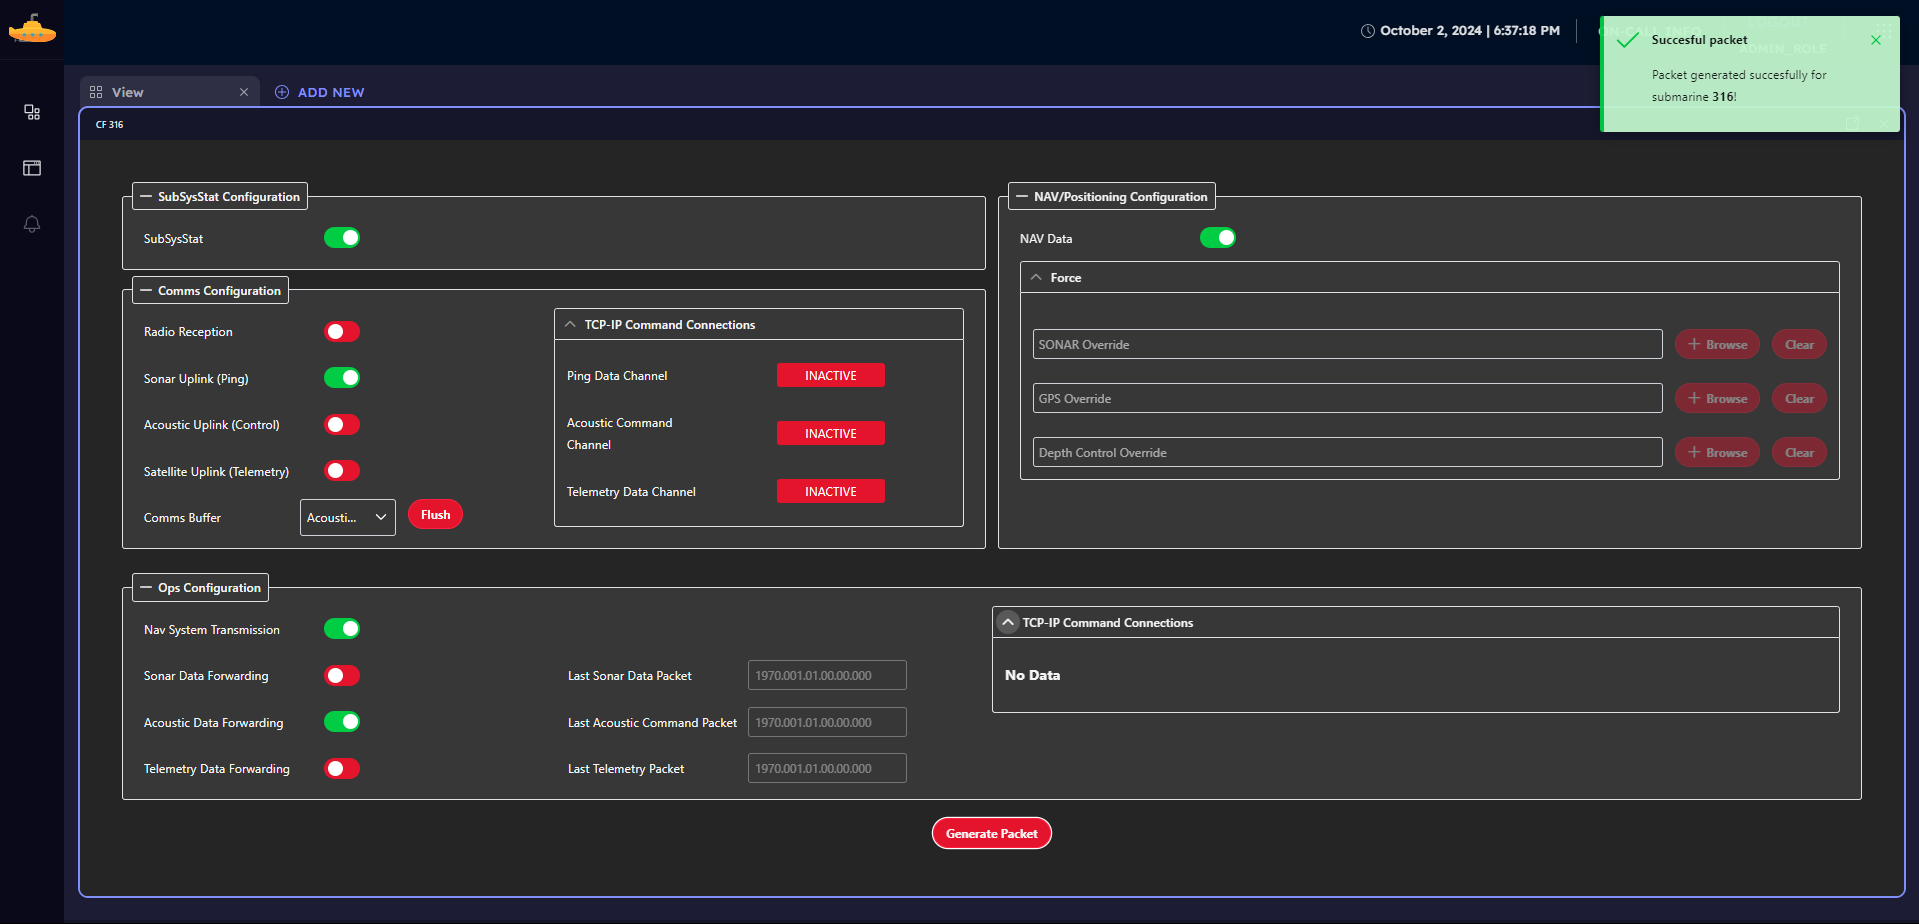 October 2, 2024 | 6:37:18 PM
ON-CALL INFO
ADMIN_ROLE
Succesful packet
Packet generated succesfully for
submarine 316!
View
ADD NEW
CF 316
SubSysStat Configuration
SubSysStat
Comms Configuration
Radio Reception
Sonar Uplink (Ping)
Acoustic Uplink (Control)
Satellite Uplink (Telemetry)
Comms Buffer
Acousti...
Flush
TCP-IP Command Connections
Ping Data Channel
INACTIVE
Acoustic Command
Channel
INACTIVE
Telemetry Data Channel
INACTIVE
NAV/Positioning Configuration
NAV Data
Force
SONAR Override
Browse
Clear
GPS Override
Browse
Clear
Depth Control Override
Browse
Clear
Ops Configuration
Nav System Transmission
Sonar Data Forwarding
Acoustic Data Forwarding
Telemetry Data Forwarding
Last Sonar Data Packet
1970.001.01.00.00.000
Last Acoustic Command Packet
1970.001.01.00.00.000
Last Telemetry Packet
1970.001.01.00.00.000
TCP-IP Command Connections
No Data
Generate Packet